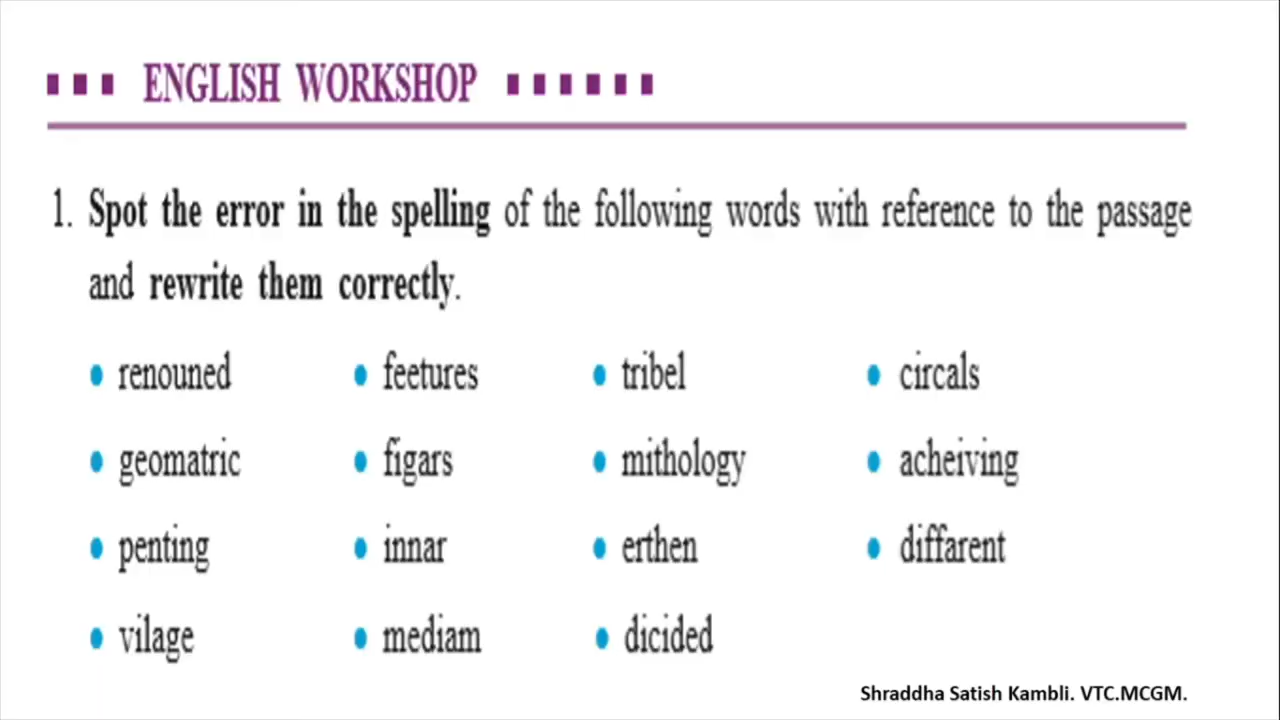 ENGLISH WORKSHOP
1. Spot the error in the spelling of the following words with reference to the passage
and rewrite them correctly.
• renouned • feetures • tribel • circals
• geomatric • figars • mithology • acheiving
• penting • innar • erthen • diffarent
• vilage • mediam • dicided
Shraddha Satish Kambli. VTC.MCGM.